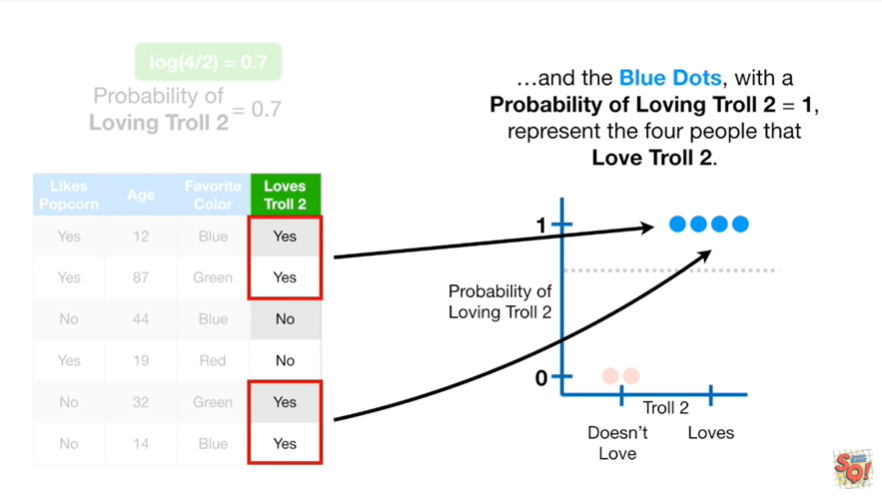 log(4/2) = 0.7
Probability of
Loving Troll 2 = 0.7
…and the Blue Dots, with a
Probability of Loving Troll 2 = 1,
represent the four people that
Love Troll 2.
Likes Popcorn Age Favorite Color Loves Troll 2
Yes 12 Blue Yes
Yes 87 Green Yes
No 44 Blue No
Yes 19 Red No
No 32 Green Yes
No 14 Blue Yes
1
Probability of
Loving Troll 2
0
Troll 2
Doesn't Love
Loves
SQ!